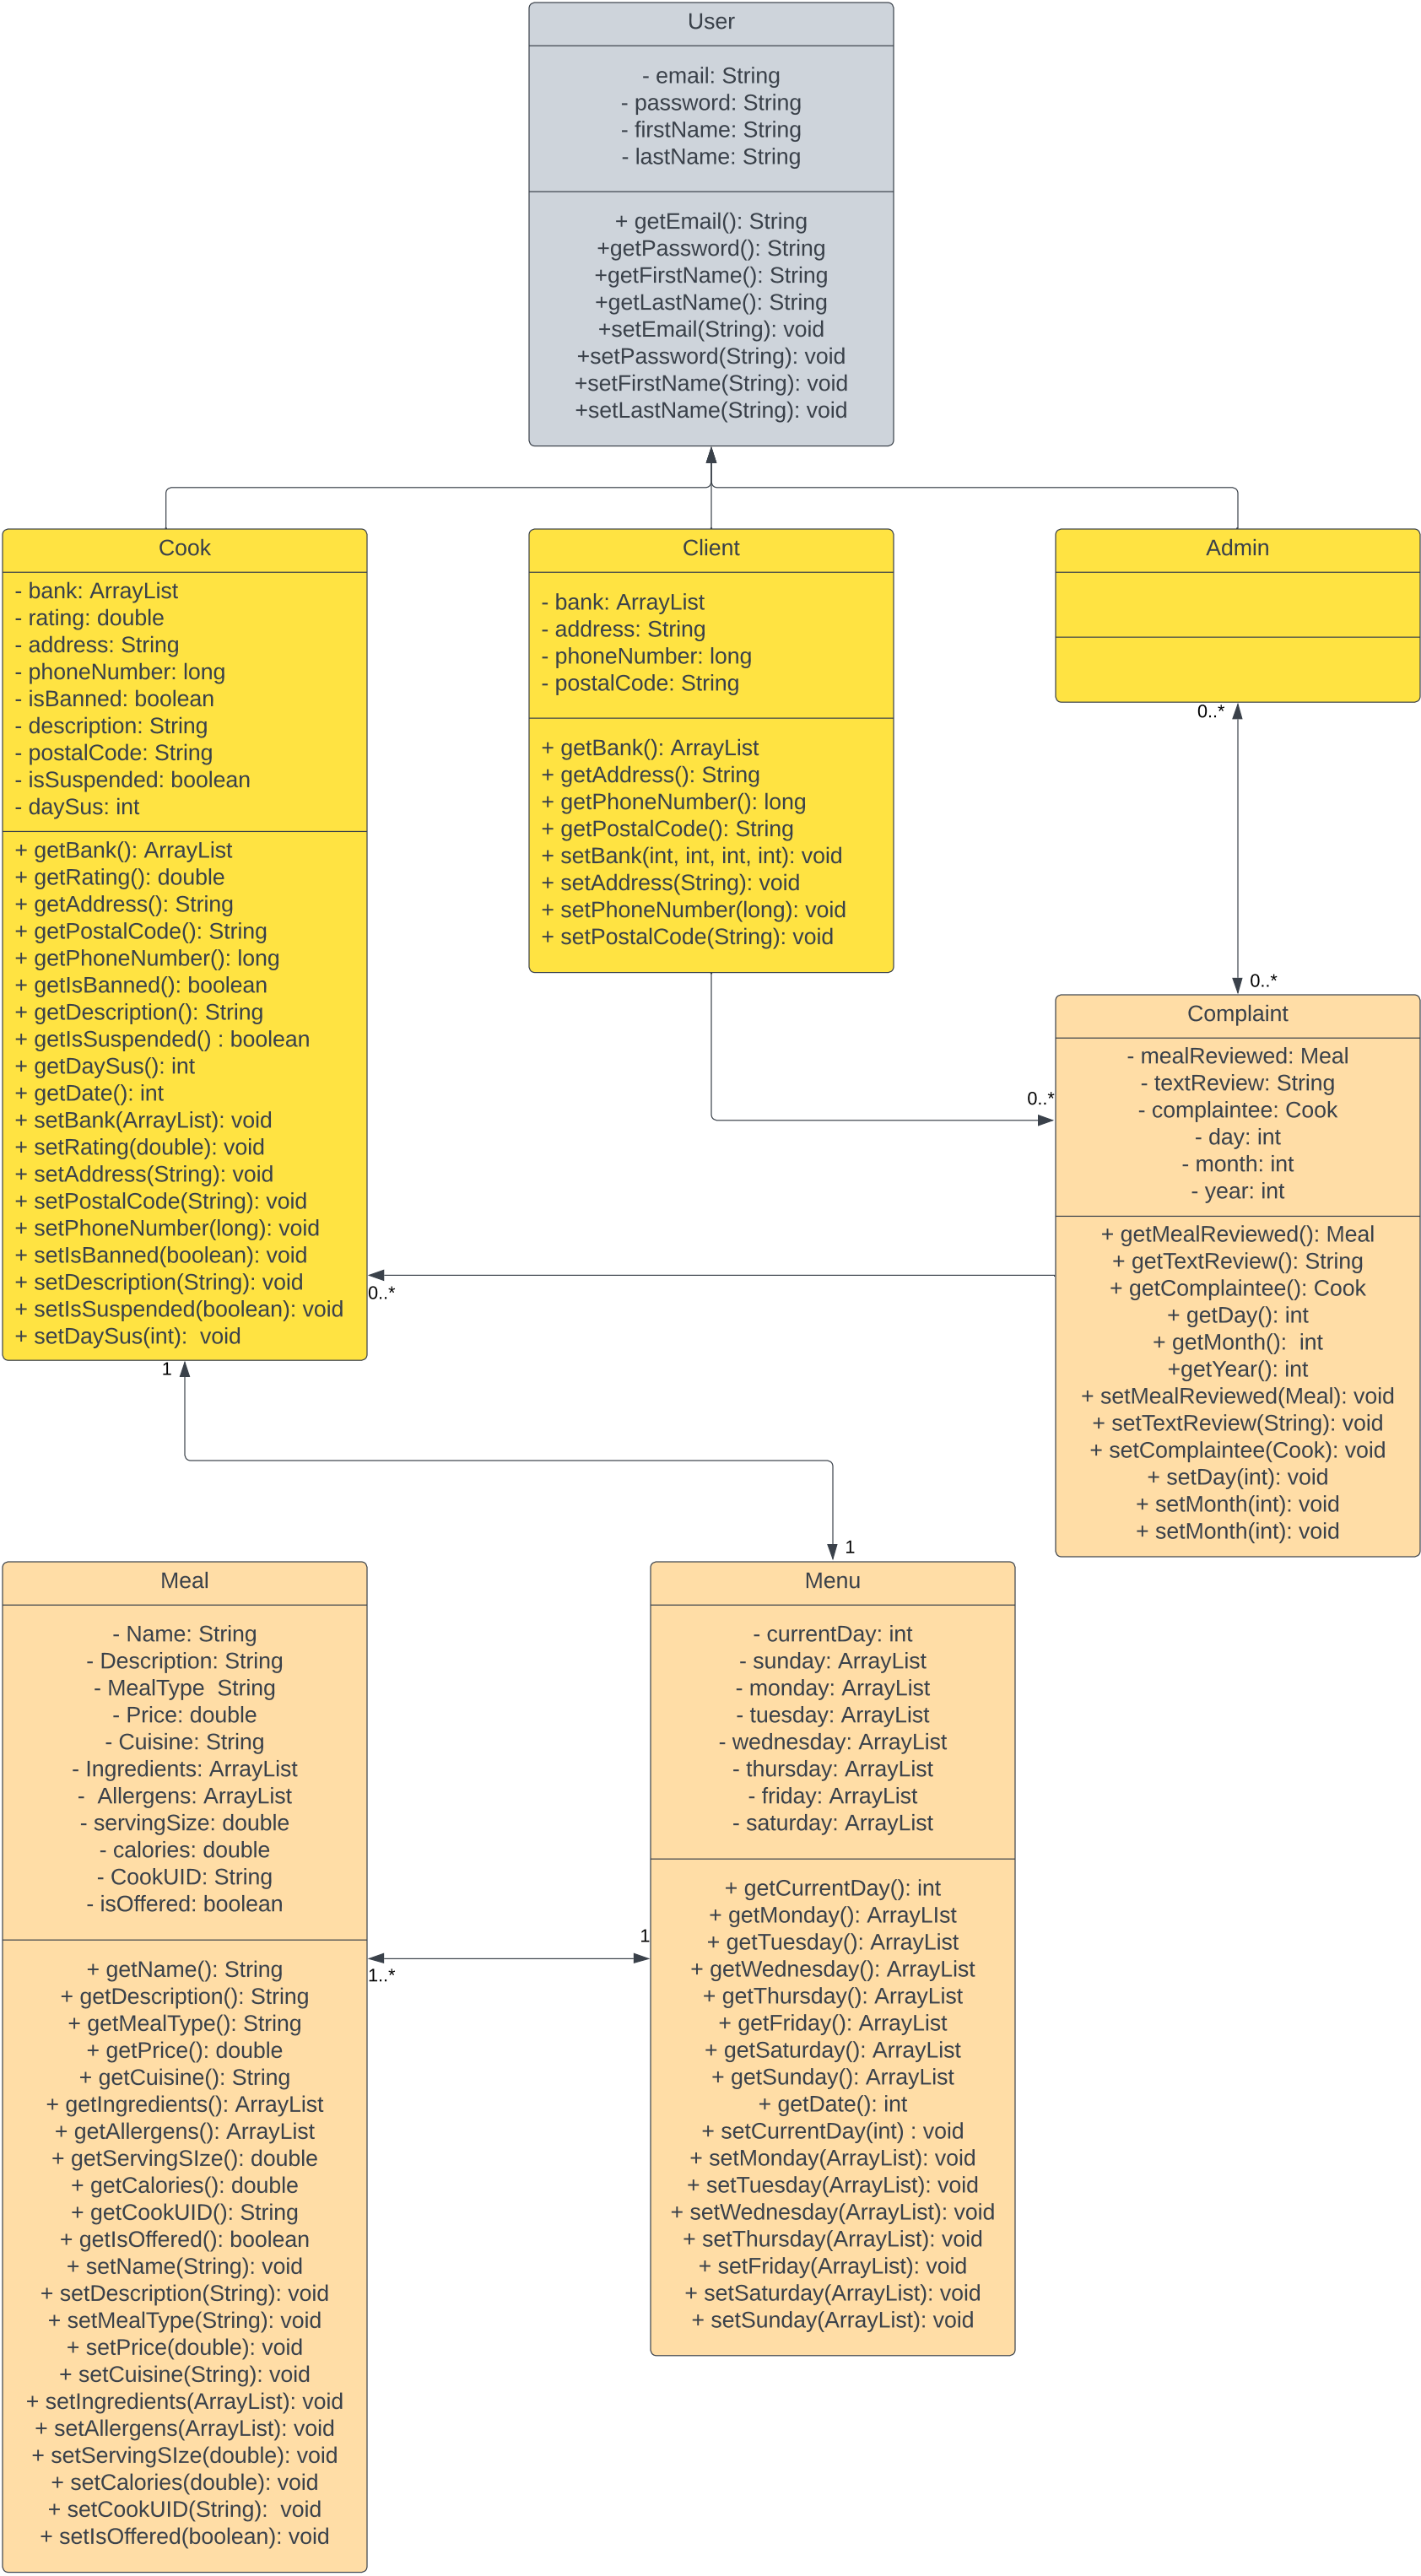 User
- email: String
- password: String
- firstName: String
- lastName: String
+ getEmail(): String
+getPassword(): String
+getFirstName(): String
+getLastName(): String
+setEmail(String): void
+setPassword(String): void
+setFirstName(String): void
+setLastName(String): void
Cook
- bank: ArrayList
- rating: double
- address: String
- phoneNumber: long
- isBanned: boolean
- description: String
- postalCode: String
- isSuspended: boolean
- daySus: int
+ getBank(): ArrayList
+ getRating(): double
+ getAddress(): String
+ getPostalCode(): String
+ getPhoneNumber(): long
+ getIsBanned(): boolean
+ getDescription(): String
+ getIsSuspended() : boolean
+ getDaySus(): int
+ getDate(): int
+ setBank(ArrayList): void
+ setRating(double): void
+ setAddress(String): void
+ setPostalCode(String): void
+ setPhoneNumber(long): void
+ setIsBanned(boolean): void
+ setDescription(String): void
+ setIsSuspended(boolean): void
+ setDaySus(int):  void
Client
- bank: ArrayList
- address: String
- phoneNumber: long
- postalCode: String
+ getBank(): ArrayList
+ getAddress(): String
+ getPhoneNumber(): long
+ getPostalCode(): String
+ setBank(int, int, int, int): void
+ setAddress(String): void
+ setPhoneNumber(long): void
+ setPostalCode(String): void
Admin
0..*
0..*
Complaint
- mealReviewed: Meal
- textReview: String
- complaintee: Cook
- day: int
- month: int
- year: int
+ getMealReviewed(): Meal
+ getTextReview(): String
+ getComplaintee(): Cook
+ getDay(): int
+ getMonth():  int
+getYear(): int
+ setMealReviewed(Meal): void
+ setTextReview(String): void
+ setComplaintee(Cook): void
+ setDay(int): void
+ setMonth(int): void
+ setMonth(int): void
0..*
0..*
1
1
Meal
- Name: String
- Description: String
- MealType  String
- Price: double
- Cuisine: String
- Ingredients: ArrayList
-  Allergens: ArrayList
- servingSize: double
- calories: double
- CookUID: String
- isOffered: boolean
+ getName(): String
+ getDescription(): String
+ getMealType(): String
+ getPrice(): double
+ getCuisine(): String
+ getIngredients(): ArrayList
+ getAllergens(): ArrayList
+ getServingSIze(): double
+ getCalories(): double
+ getCookUID(): String
+ getIsOffered(): boolean
+ setName(String): void
+ setDescription(String): void
+ setMealType(String): void
+ setPrice(double): void
+ setCuisine(String): void
+ setIngredients(ArrayList): void
+ setAllergens(ArrayList): void
+ setServingSIze(double): void
+ setCalories(double): void
+ setCookUID(String):  void
+ setIsOffered(boolean): void
1
1..*
Menu
- currentDay: int
- sunday: ArrayList
- monday: ArrayList
- tuesday: ArrayList
- wednesday: ArrayList
- thursday: ArrayList
- friday: ArrayList
- saturday: ArrayList
+ getCurrentDay(): int
+ getMonday(): ArrayLIst
+ getTuesday(): ArrayList
+ getWednesday(): ArrayList
+ getThursday(): ArrayList
+ getFriday(): ArrayList
+ getSaturday(): ArrayList
+ getSunday(): ArrayList
+ getDate(): int
+ setCurrentDay(int) : void
+ setMonday(ArrayList): void
+ setTuesday(ArrayList): void
+ setWednesday(ArrayList): void
+ setThursday(ArrayList): void
+ setFriday(ArrayList): void
+ setSaturday(ArrayList): void
+ setSunday(ArrayList): void